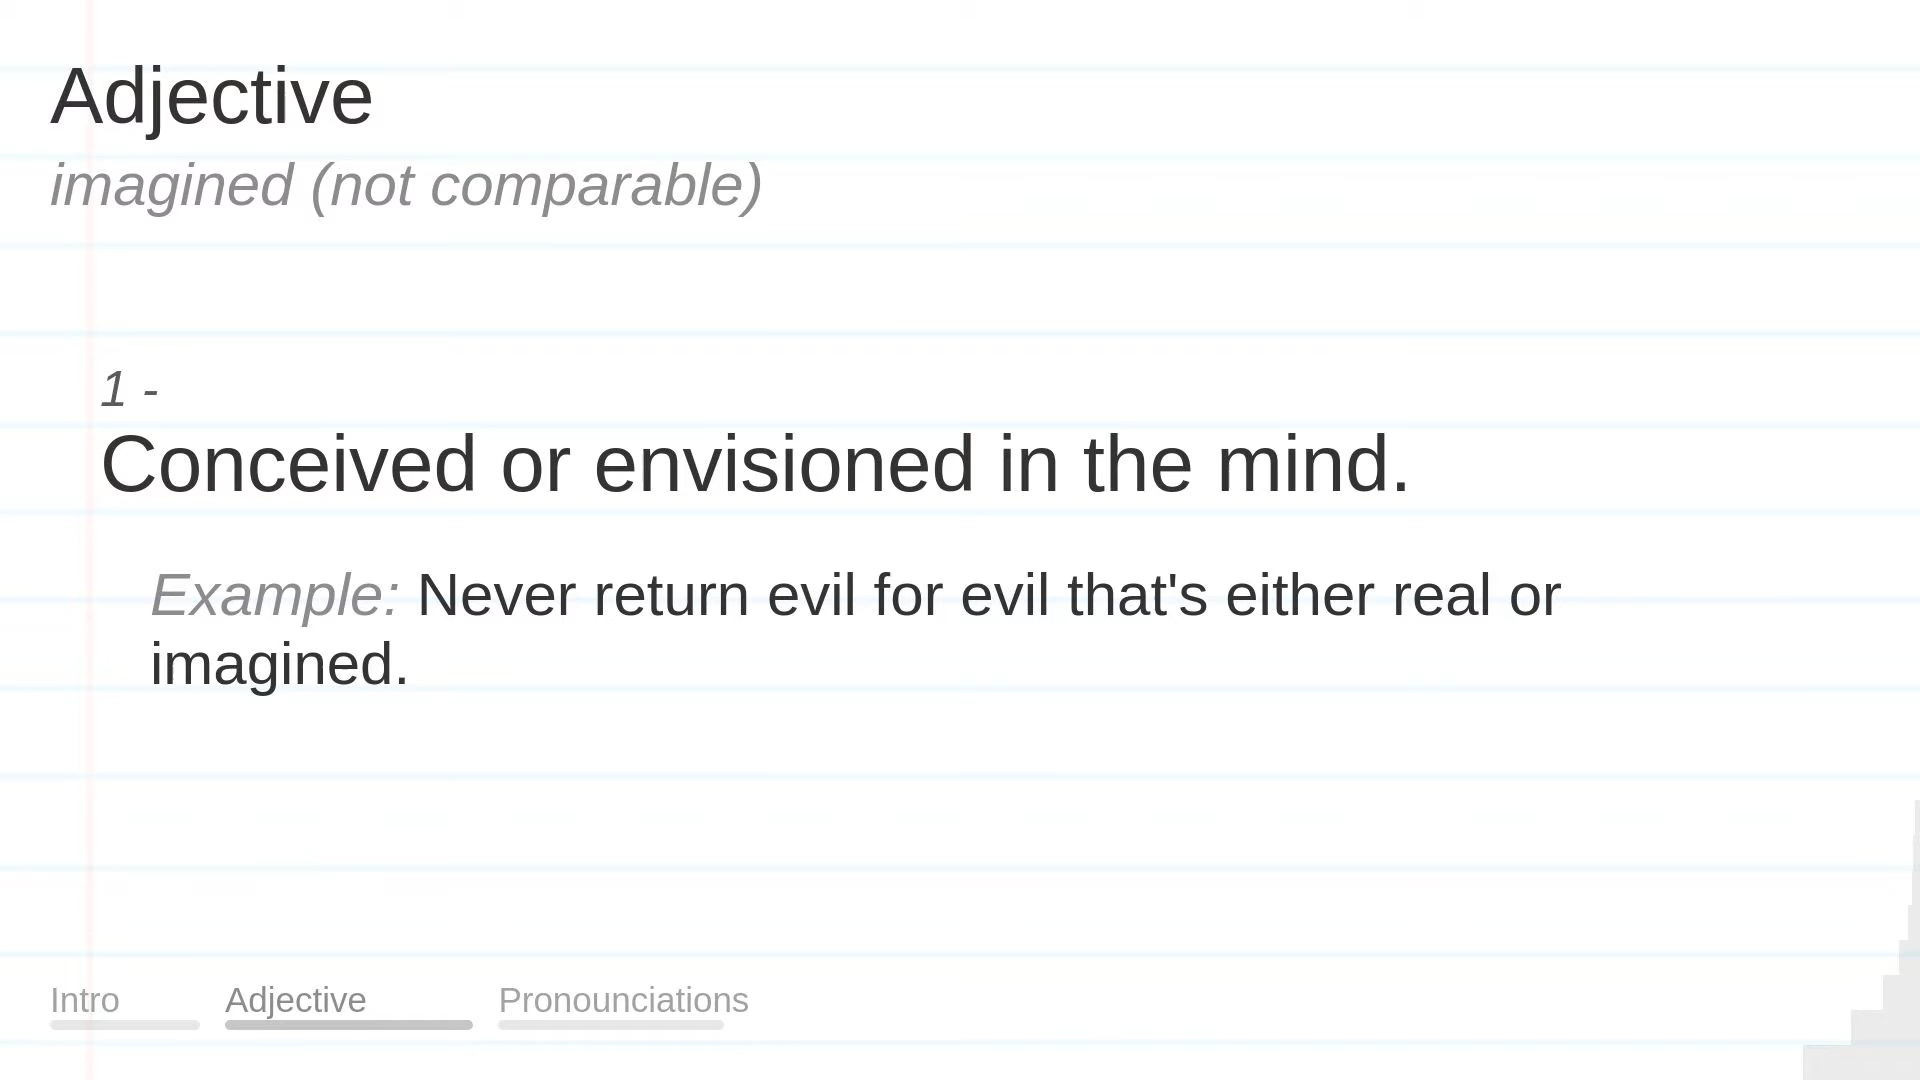 Adjective
imagined (not comparable)
1 -
Conceived or envisioned in the mind.
Example: Never return evil for evil that's either real or
imagined.
Intro Adjective Pronounciations